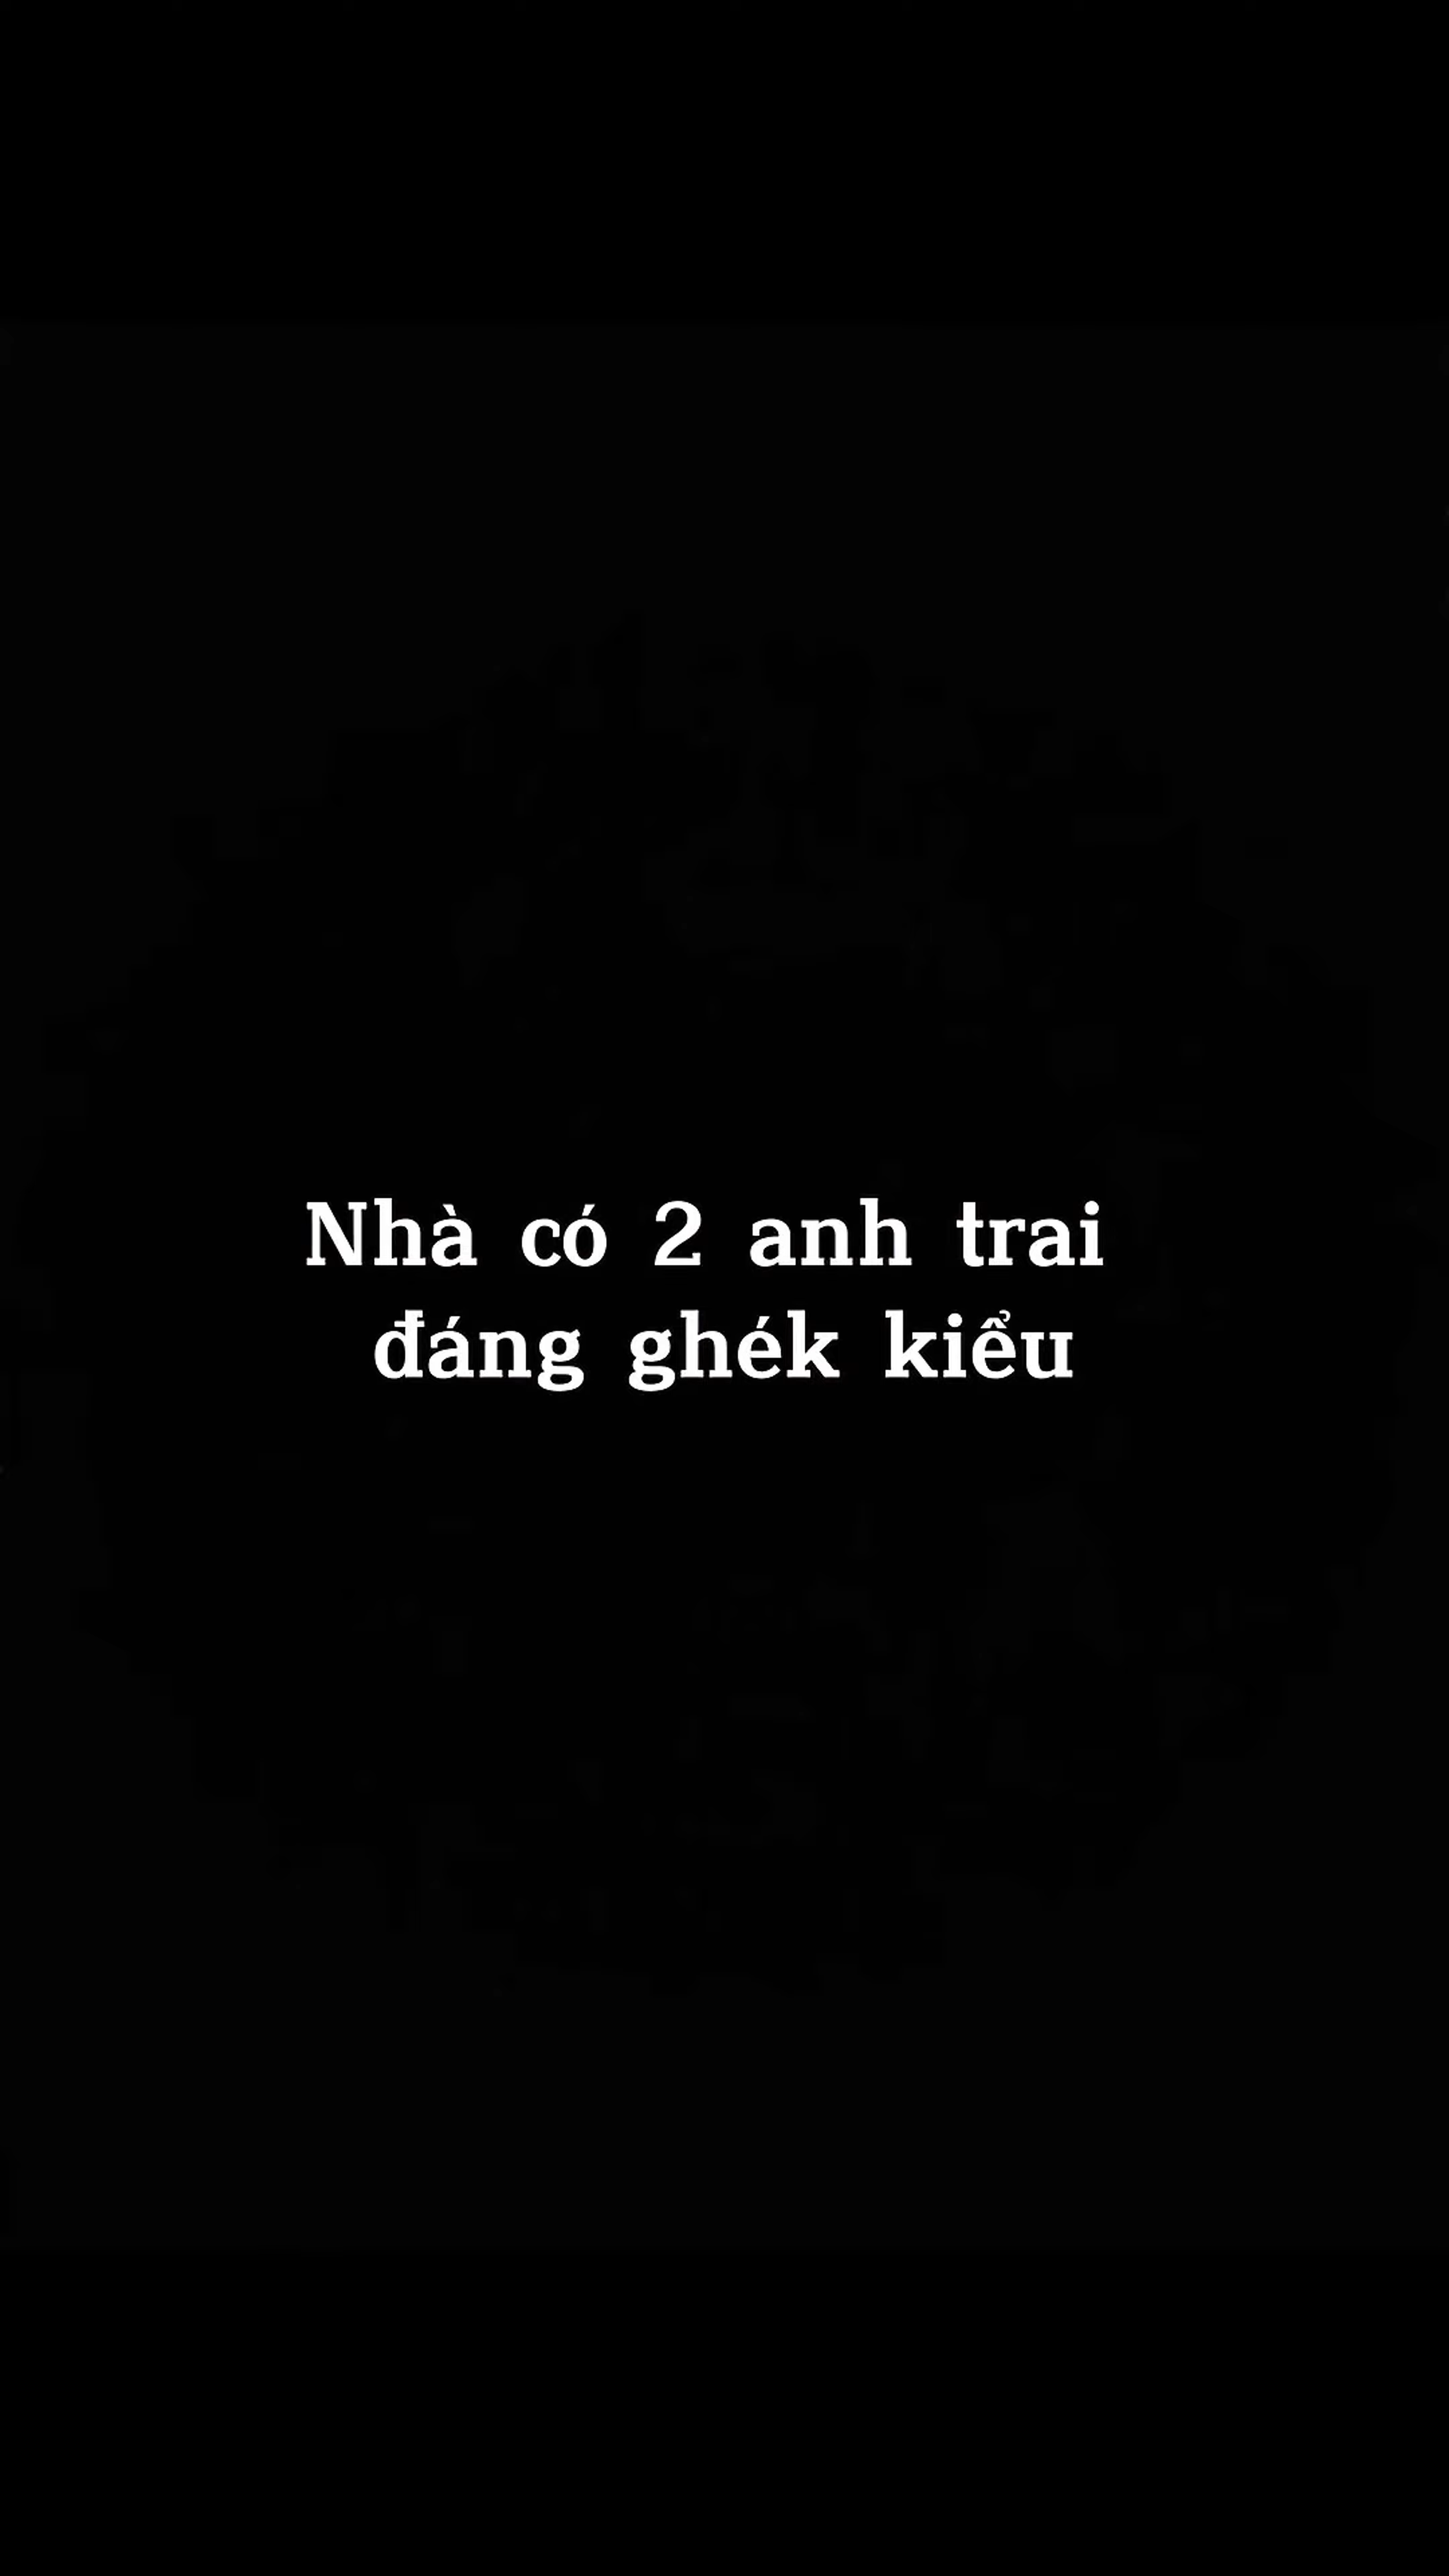 Nhà có 2 anh trai
đáng ghék kiểu